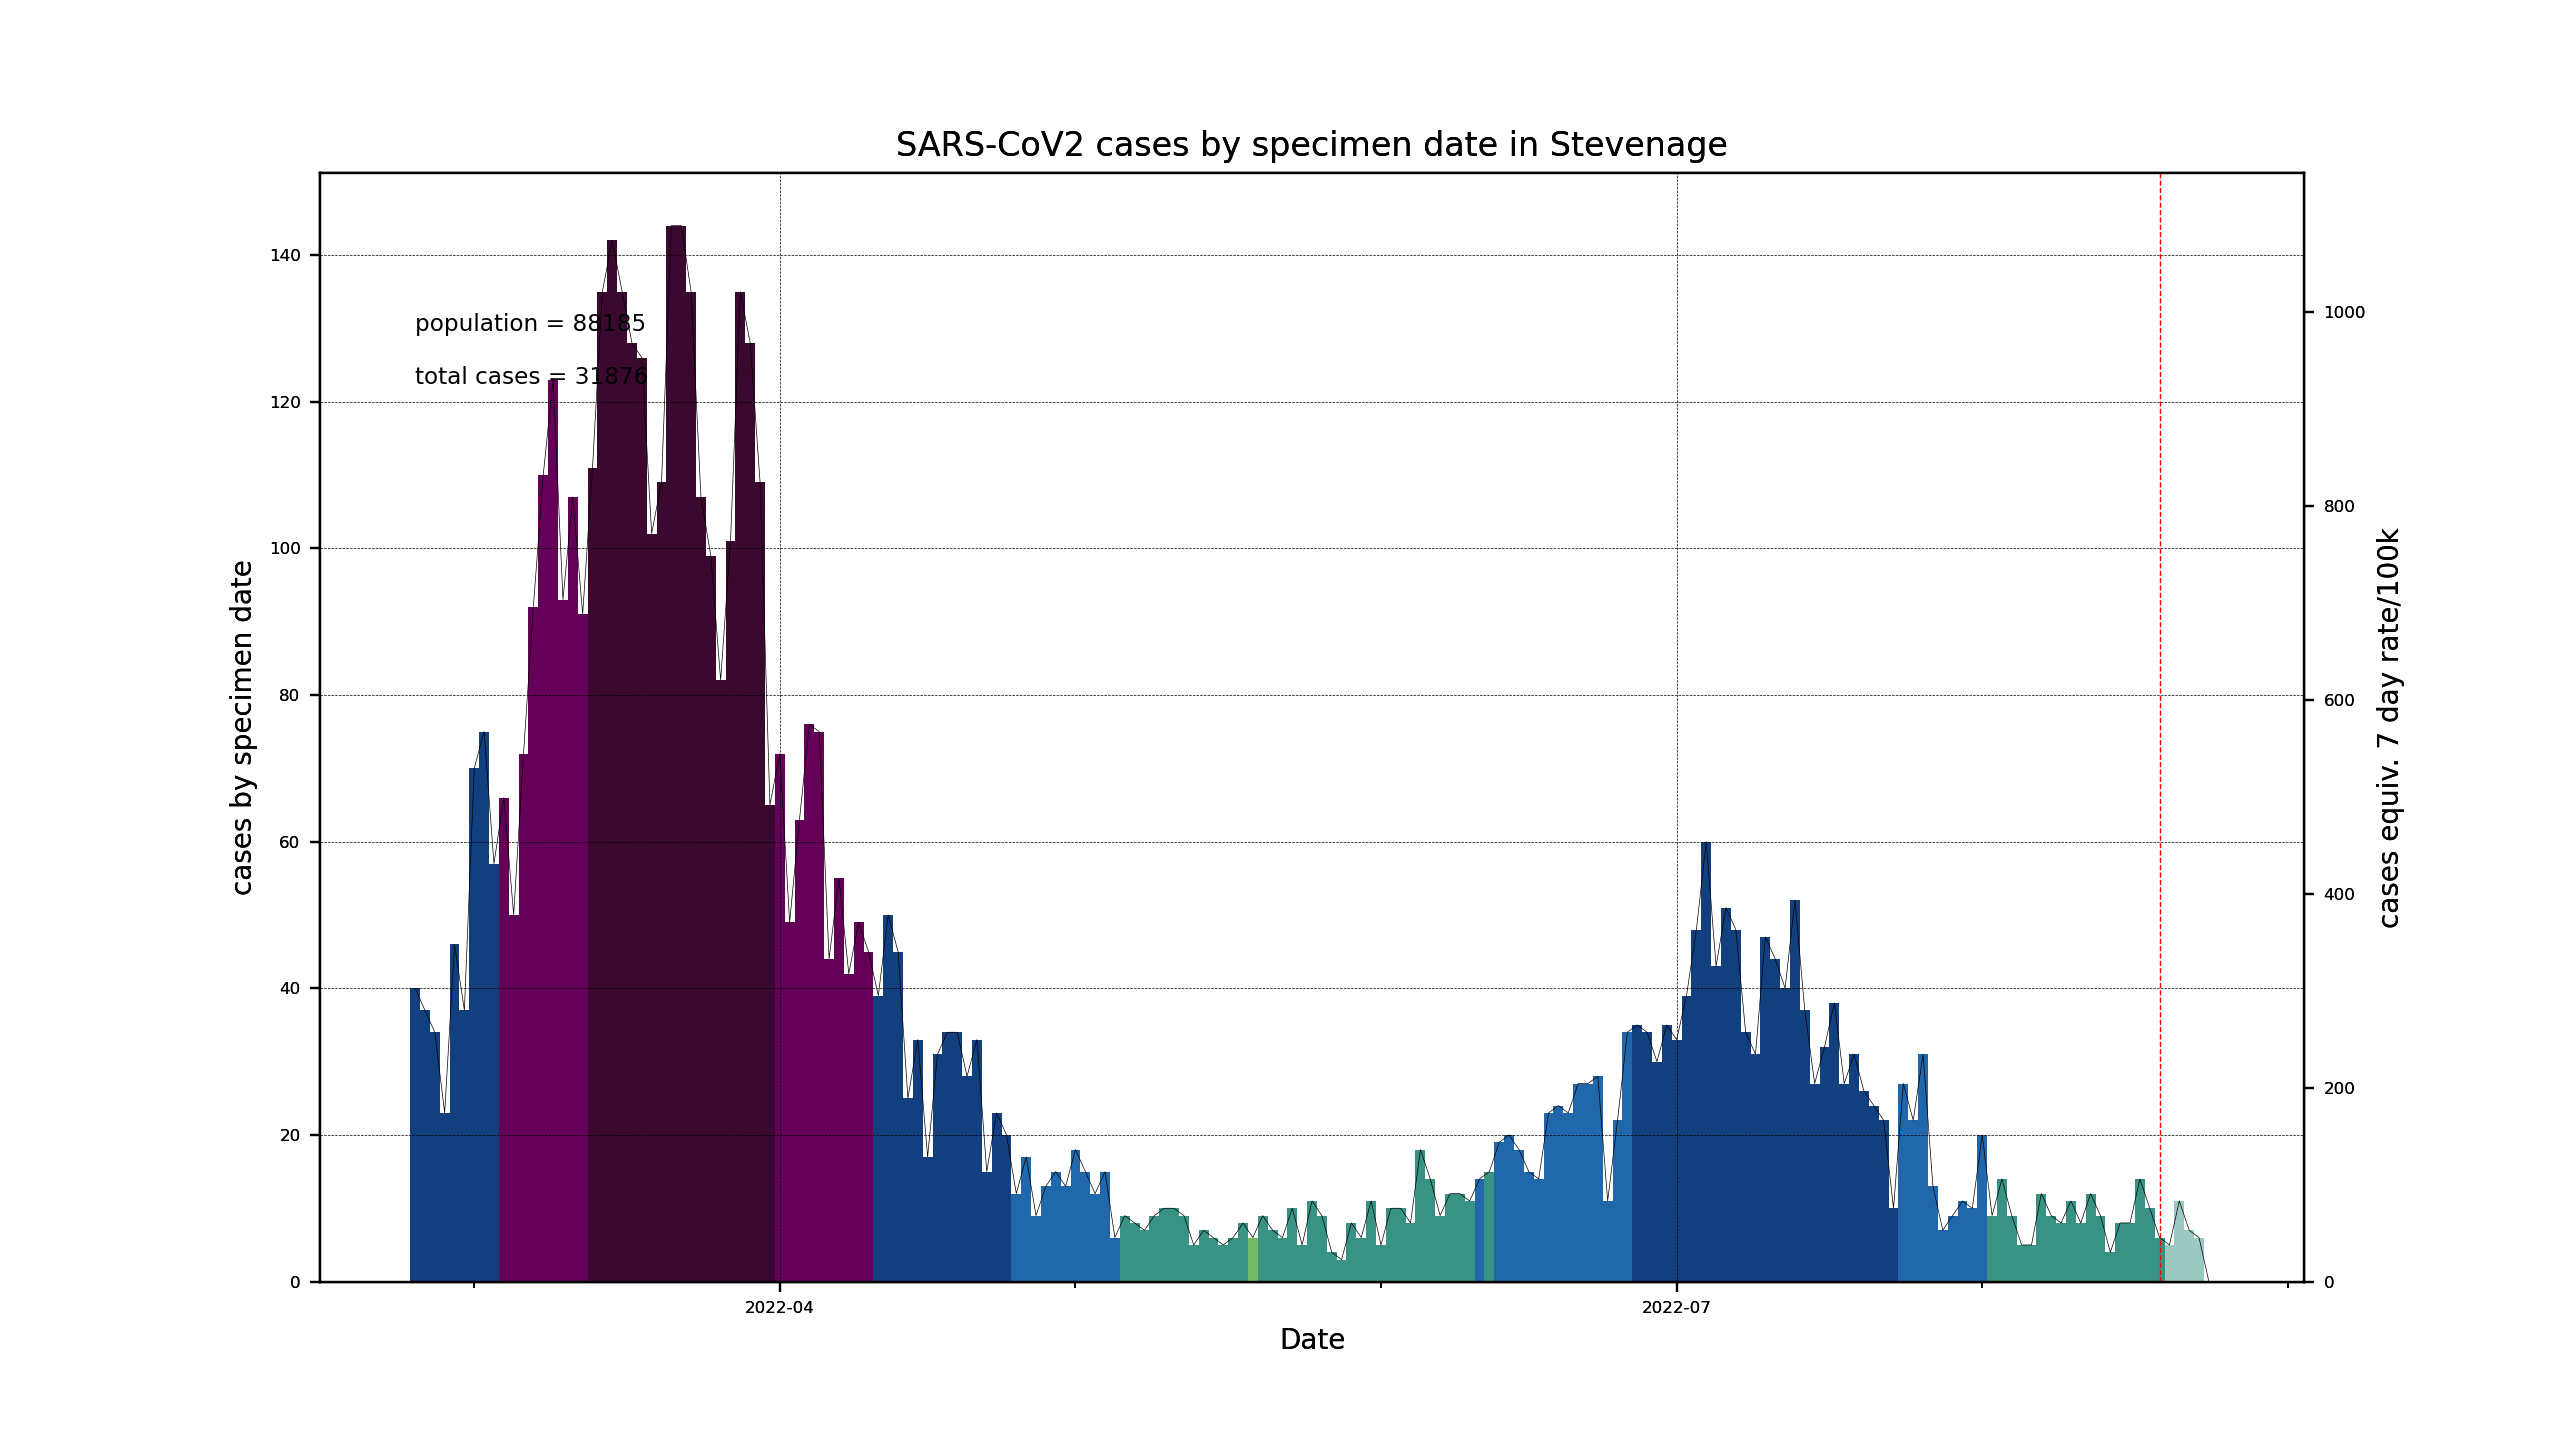 SARS-CoV2 cases by specimen date in Stevenage
population = 88185
total cases = 31876
cases by specimen date
140
120
100
80
60
40
20
0
1000
800
600
400
200
0
cases equiv. 7 day rate/100k
2022-04
2022-07
Date